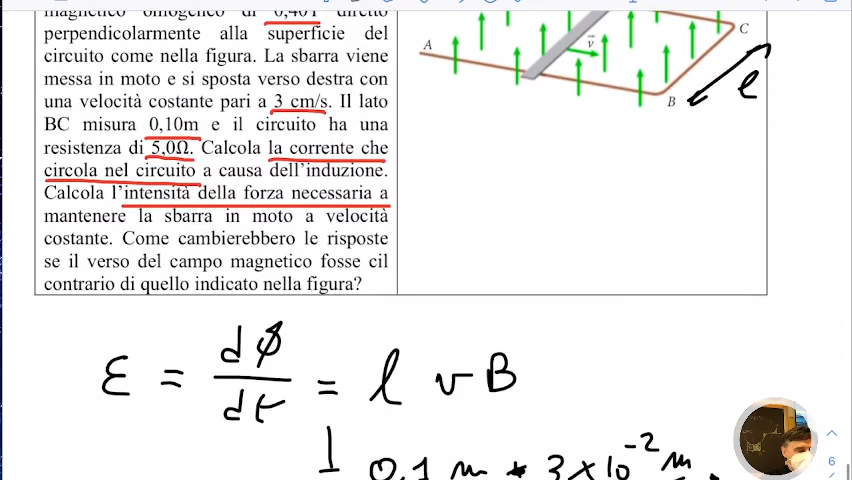 magnetico omogeneo di 0,40T diretto
perpendicolarmente alla superficie del
circuito come nella figura. La sbarra viene
messa in moto e si sposta verso destra con
una velocità costante pari a 3 cm/s. Il lato
BC misura 0,10m e il circuito ha una
resistenza di 5,0Ω. Calcola la corrente che
circola nel circuito a causa dell'induzione.
Calcola l'intensità della forza necessaria a
mantenere la sbarra in moto a velocità
costante. Come cambierebbero le risposte
se il verso del campo magnetico fosse cil
contrario di quello indicato nella figura?
A
v
C
B
l
ε = dϕ/dt = l v B
0.1 m * 3×10⁻² m
6